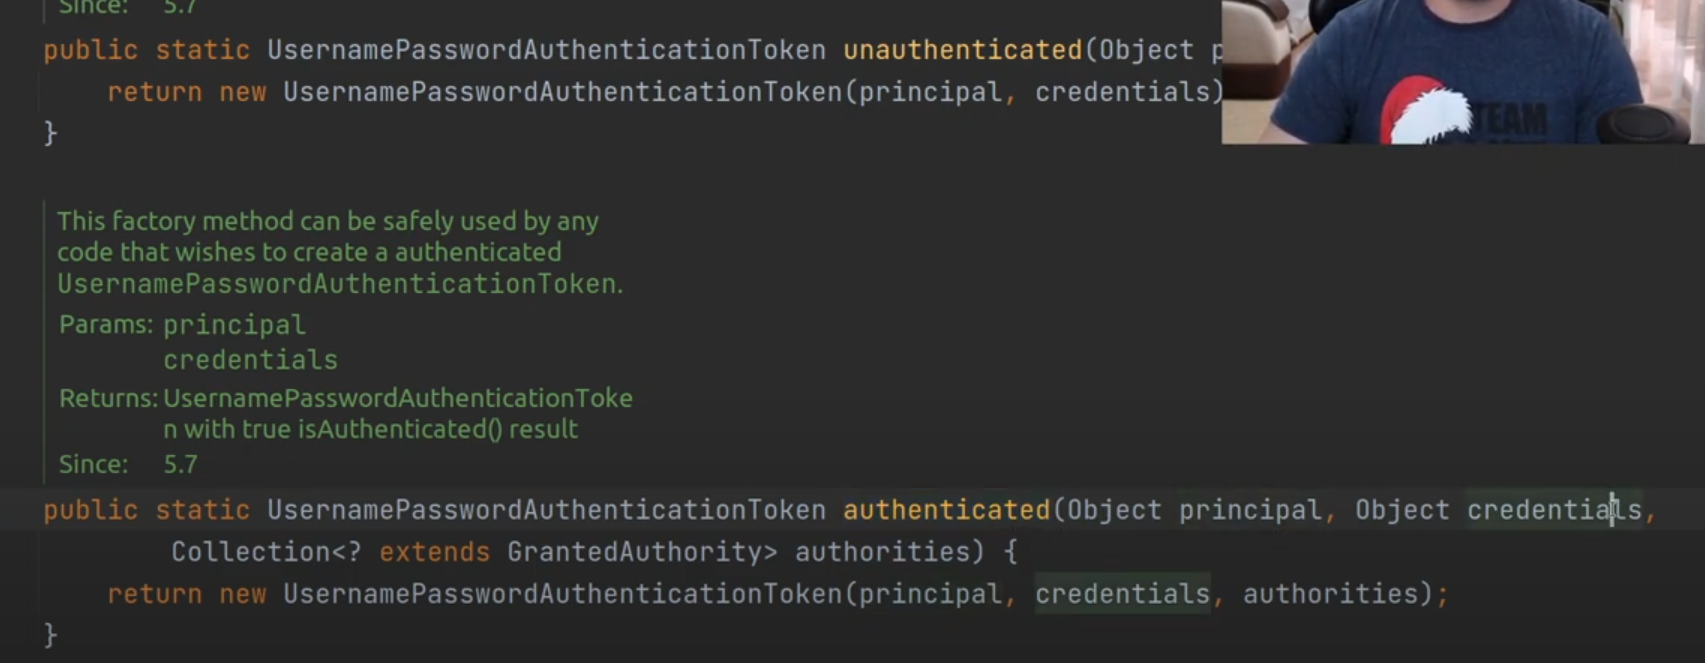 Since: 5.7
public static UsernamePasswordAuthenticationToken unauthenticated(Object p
return new UsernamePasswordAuthenticationToken(principal, credentials)
}
TEAM
This factory method can be safely used by any
code that wishes to create a authenticated
UsernamePasswordAuthenticationToken.
Params: principal
credentials
Returns: UsernamePasswordAuthenticationToke
n with true isAuthenticated() result
Since: 5.7
public static UsernamePasswordAuthenticationToken authenticated(Object principal, Object credentials,
Collection<? extends GrantedAuthority> authorities) {
return new UsernamePasswordAuthenticationToken(principal, credentials, authorities);
}